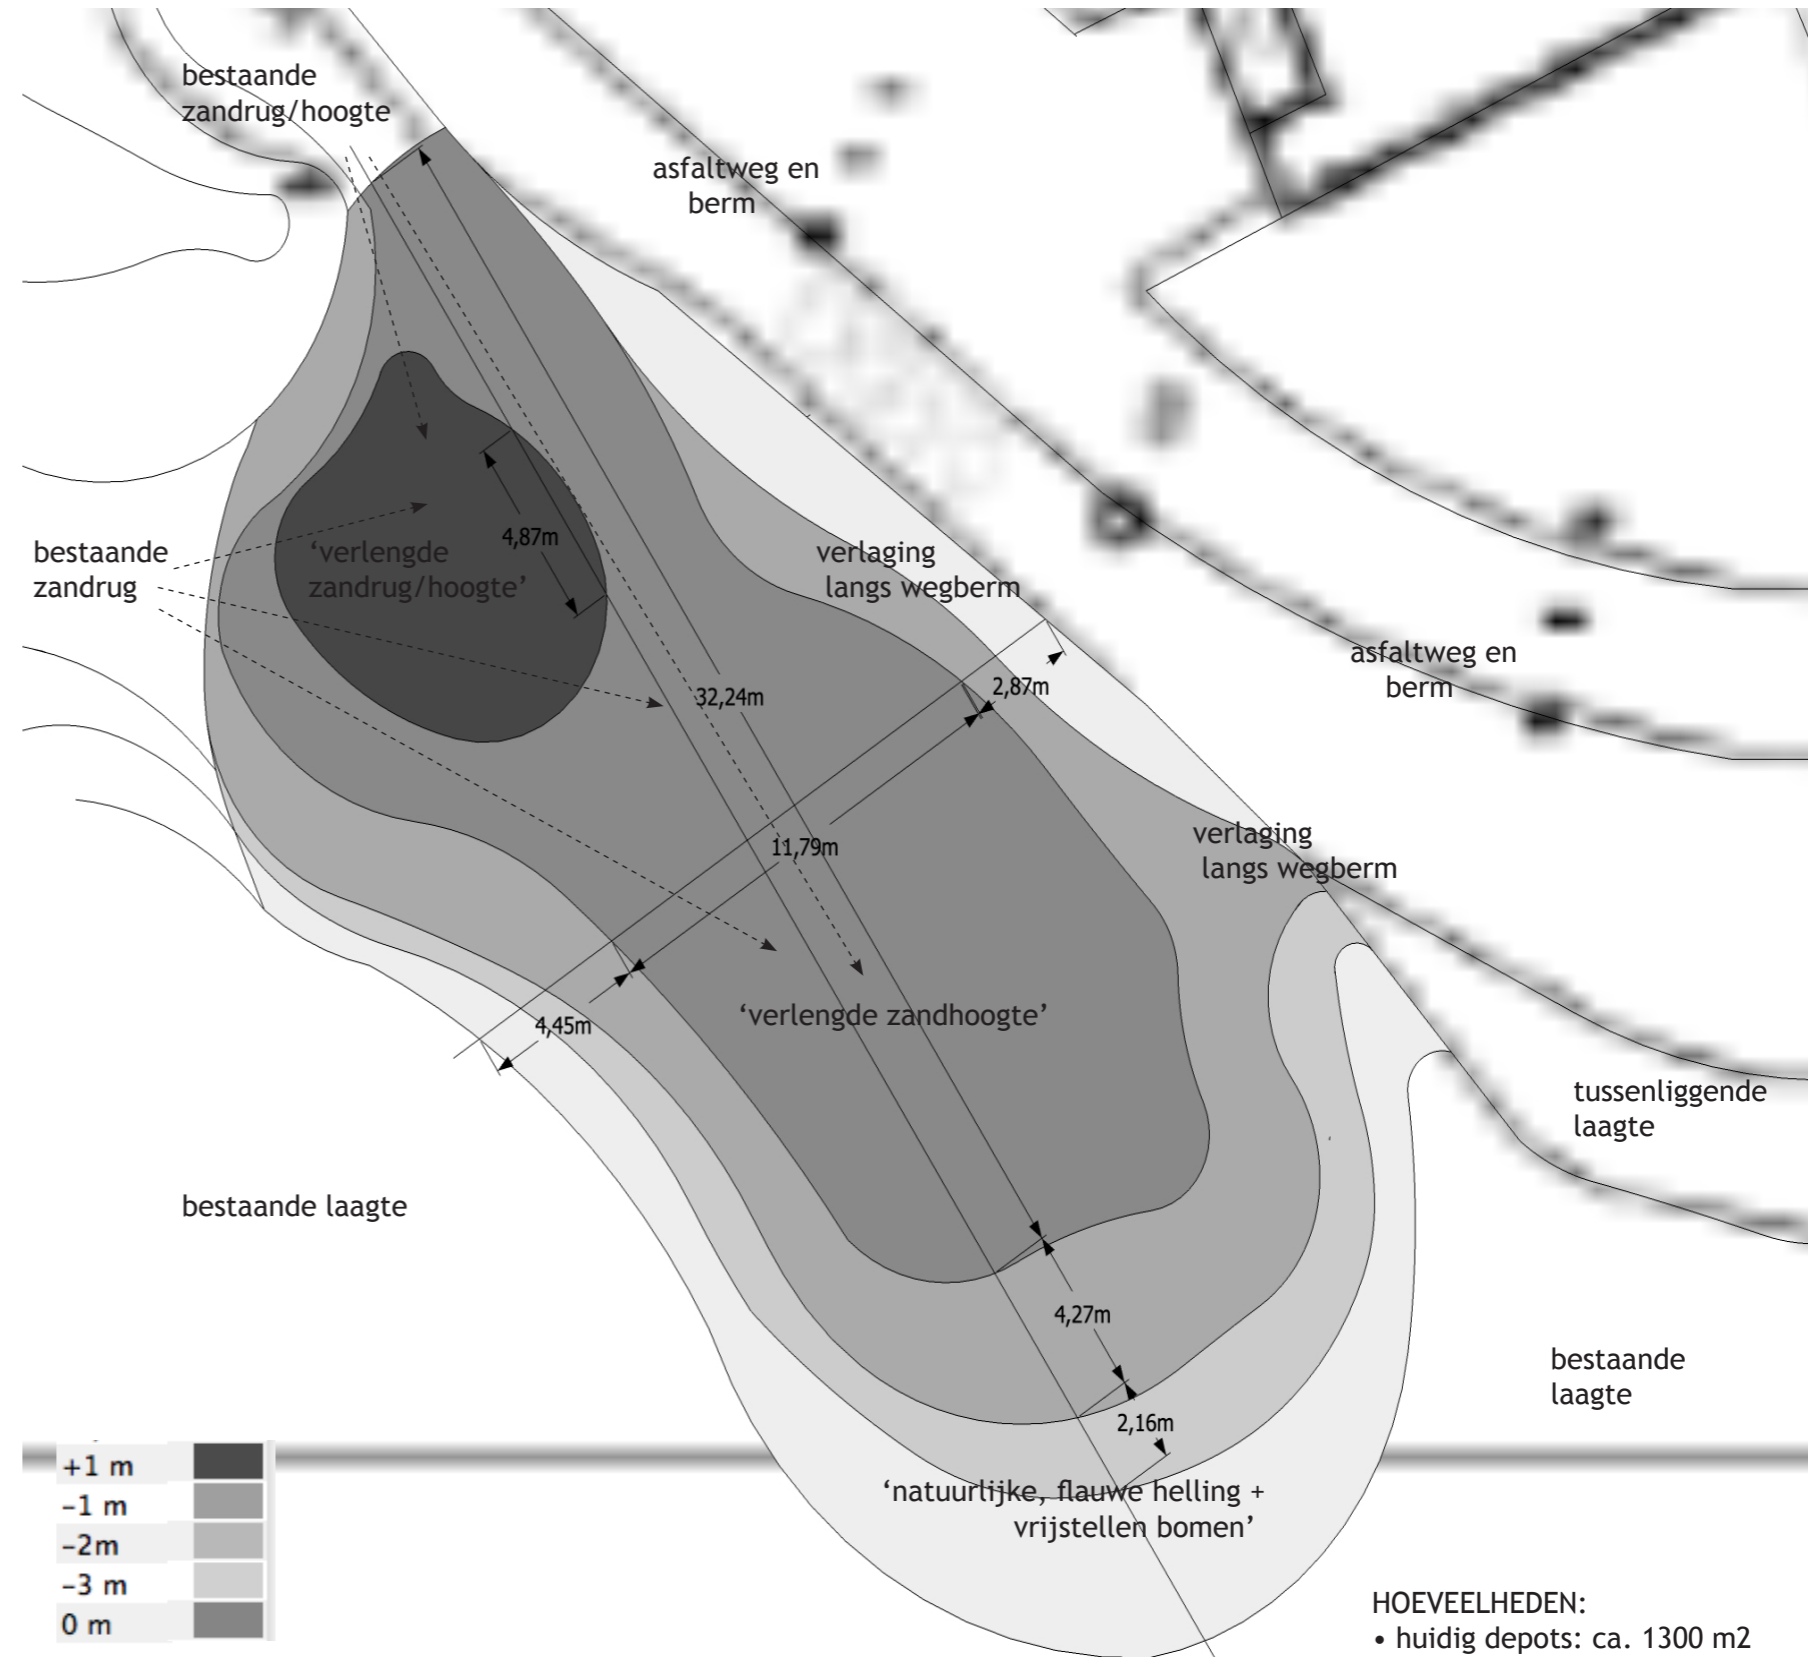 bestaande
zandrug/hoogte
asfaltweg en
berm
4,87m
bestaande
zandrug
‘verlengde
zandrug/hoogte’
verlaging
langs wegberm
asfaltweg en
berm
2,87m
32,24m
11,79m
verlaging
langs wegberm
‘verlengde zandhoogte’
4,45m
tussenliggende
laagte
bestaande laagte
4,27m
bestaande
laagte
2,16m
‘natuurlijke, flauwe helling +
vrijstellen bomen’
+1 m
-1 m
-2m
-3 m
0 m
HOEVEELHEDEN:
• huidig depots: ca. 1300 m2